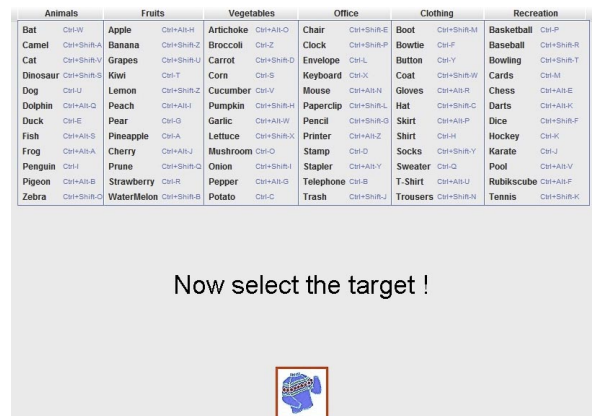 Animals Fruits Vegetables Office Clothing Recreation
Bat Ctrl-W Apple Ctrl+Alt-H Artichoke Ctrl+Alt-O Chair Ctrl+Shift-E Boot Ctrl+Shift-M Basketball Ctrl-P
Camel Ctrl+Shift-A Banana Ctrl+Shift-Z Broccoli Ctrl-Z Clock Ctrl+Shift-P Bowtie Ctrl-F Baseball Ctrl+Shift-R
Cat Ctrl+Shift-V Grapes Ctrl+Shift-U Carrot Ctrl+Shift-D Envelope Ctrl-L Button Ctrl-Y Bowling Ctrl+Shift-T
Dinosaur Ctrl+Shift-S Kiwi Ctrl-T Corn Ctrl-S Keyboard Ctrl-X Coat Ctrl+Shift-W Cards Ctrl-M
Dog Ctrl-U Lemon Ctrl+Shift-Z Cucumber Ctrl-V Mouse Ctrl+Alt-N Gloves Ctrl+Alt-R Chess Ctrl+Alt-E
Dolphin Ctrl+Alt-Q Peach Ctrl+Alt-I Pumpkin Ctrl+Shift-H Paperclip Ctrl+Shift-L Hat Ctrl+Shift-C Darts Ctrl+Alt-K
Duck Ctrl-E Pear Ctrl-G Garlic Ctrl+Alt-W Pencil Ctrl+Shift-G Skirt Ctrl+Alt-P Dice Ctrl+Shift-F
Fish Ctrl+Alt-S Pineapple Ctrl-A Lettuce Ctrl+Shift-X Printer Ctrl+Alt-Z Shirt Ctrl-H Hockey Ctrl-K
Frog Ctrl+Alt-A Cherry Ctrl+Alt-J Mushroom Ctrl-O Stamp Ctrl-D Socks Ctrl+Shift-Y Karate Ctrl-J
Penguin Ctrl-I Prune Ctrl+Shift-Q Onion Ctrl+Shift-I Stapler Ctrl+Alt-Y Sweater Ctrl-Q Pool Ctrl+Alt-V
Pigeon Ctrl+Alt-B Strawberry Ctrl-R Pepper Ctrl+Alt-G Telephone Ctrl-B T-Shirt Ctrl+Alt-U Rubikscube Ctrl+Alt-F
Zebra Ctrl+Shift-O WaterMelon Ctrl+Shift-B Potato Ctrl-C Trash Ctrl+Shift-J Trousers Ctrl+Shift-N Tennis Ctrl+Shift-K
Now select the target !